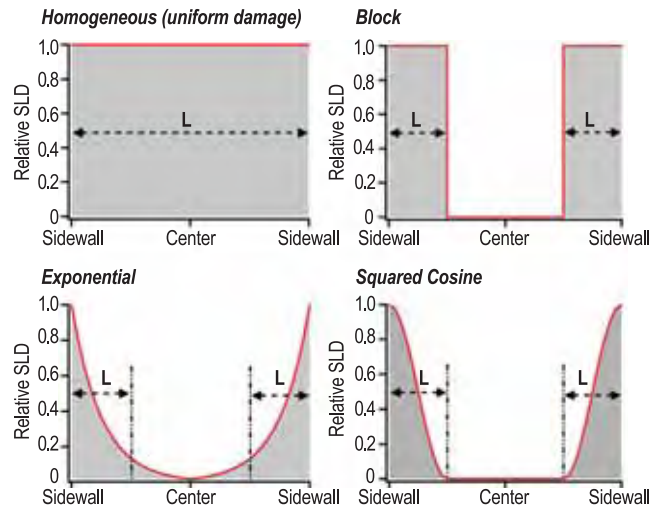 Homogeneous (uniform damage)
1.0
0.8
0.6
0.4
0.2
0
Relative SLD
L
Sidewall Center Sidewall
Block
1.0
0.8
0.6
0.4
0.2
0
Relative SLD
L L
Sidewall Center Sidewall
Exponential
1.0
0.8
0.6
0.4
0.2
0
Relative SLD
L L
Sidewall Center Sidewall
Squared Cosine
1.0
0.8
0.6
0.4
0.2
0
Relative SLD
L L
Sidewall Center Sidewall